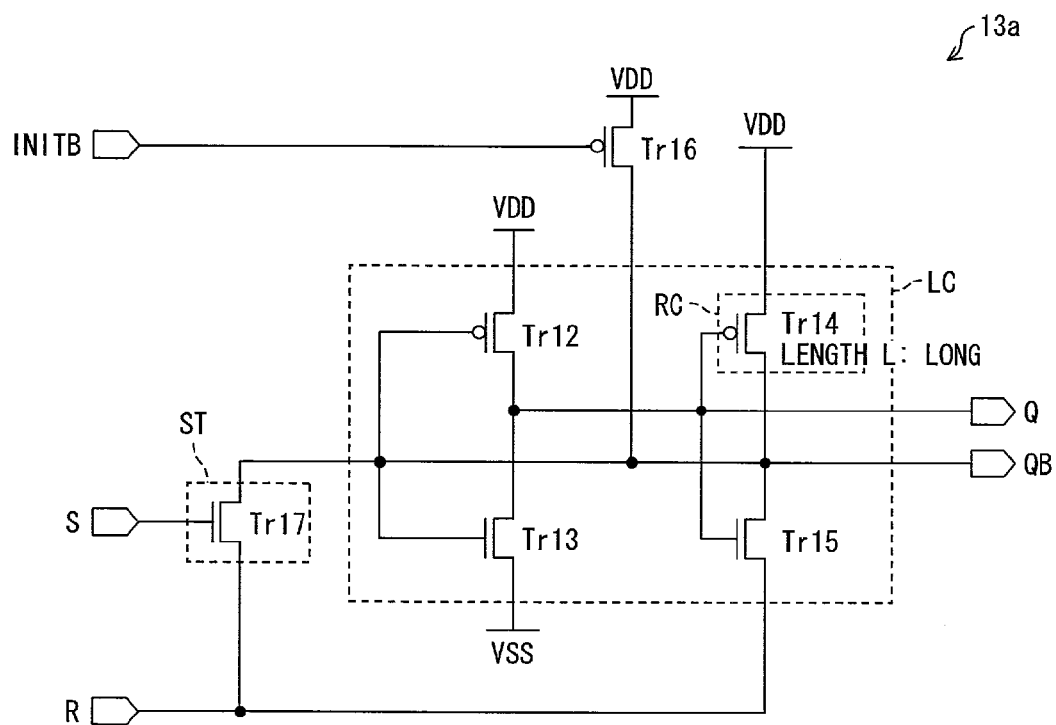 13a
VDD
INITB
Tr16
VDD
VDD
LC
RC
Tr12
Tr14
LENGTH L: LONG
Q
ST
QB
S
Tr17
Tr13
Tr15
VSS
R